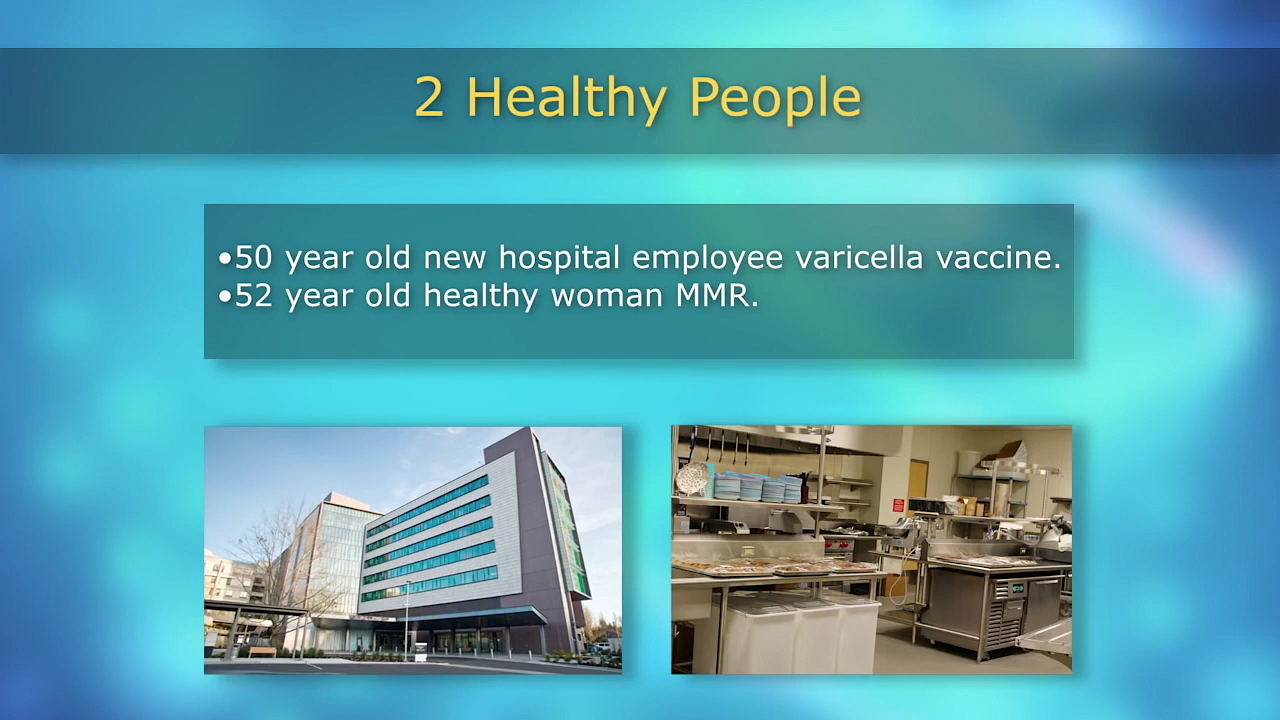 2 Healthy People
•50 year old new hospital employee varicella vaccine.
•52 year old healthy woman MMR.